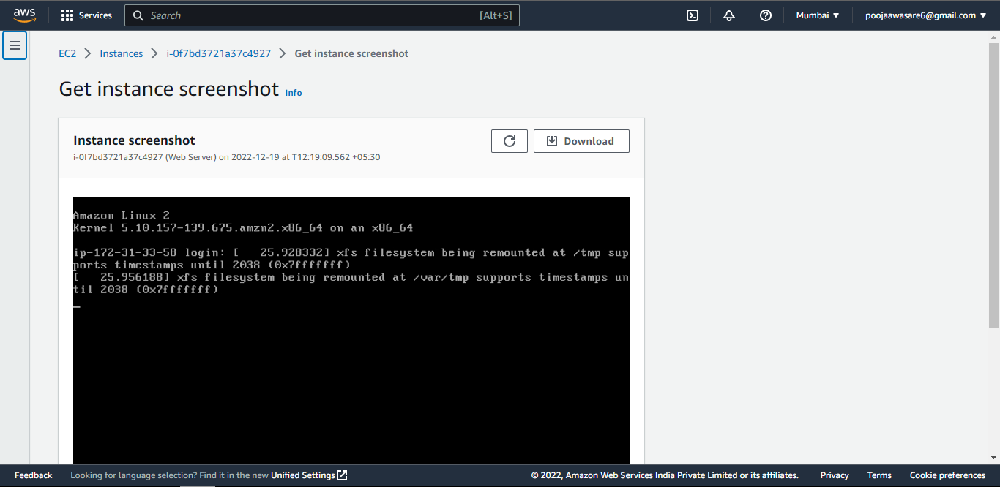 aws Services Search [Alt+S] Mumbai poojaawasare6@gmail.com
EC2 Instances i-0f7bd3721a37c4927 Get instance screenshot
Get instance screenshot Info
Instance screenshot
Download
i-0f7bd3721a37c4927 (Web Server) on 2022-12-19 at T12:19:09.562 +05:30
Amazon Linux 2
Kernel 5.10.157-139.675.amzn2.x86_64 on an x86_64
ip-172-31-33-58 login: [   25.928332] xfs filesystem being remounted at /tmp sup
ports timestamps until 2038 (0x7fffffff)
[   25.956188] xfs filesystem being remounted at /var/tmp supports timestamps un
til 2038 (0x7fffffff)
Feedback Looking for language selection? Find it in the new Unified Settings © 2022, Amazon Web Services India Private Limited or its affiliates. Privacy Terms Cookie preferences